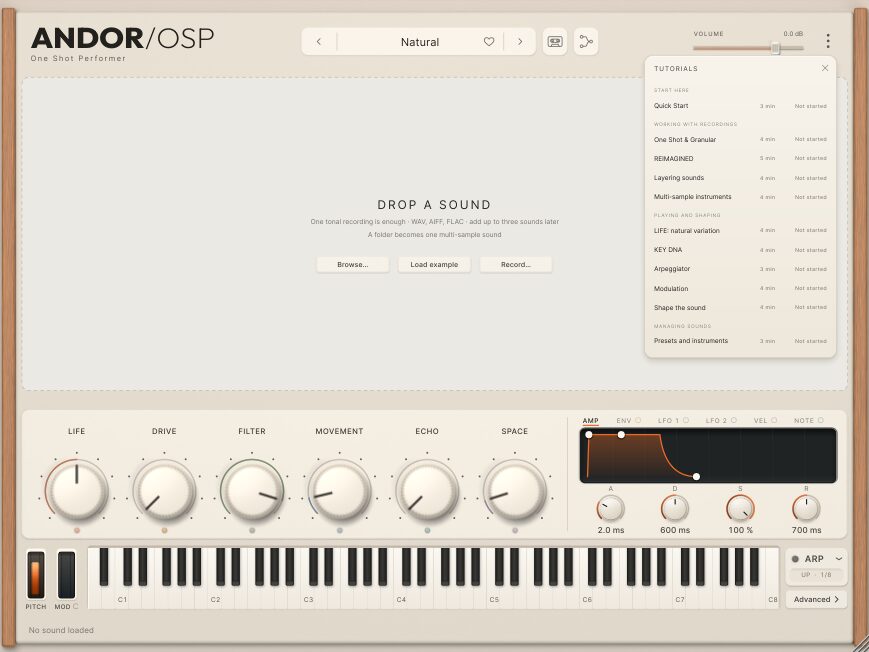 ANDOR/OSP
One Shot Performer
Natural
VOLUME 0.0 dB
TUTORIALS
START HERE
Quick Start 3 min Not started
WORKING WITH RECORDINGS
One Shot & Granular 4 min Not started
REIMAGINED 5 min Not started
Layering sounds 4 min Not started
Multi-sample instruments 4 min Not started
PLAYING AND SHAPING
LIFE: natural variation 4 min Not started
KEY DNA 4 min Not started
Arpeggiator 3 min Not started
Modulation 4 min Not started
Shape the sound 4 min Not started
MANAGING SOUNDS
Presets and instruments 3 min Not started
DROP A SOUND
One tonal recording is enough · WAV, AIFF, FLAC · add up to three sounds later
A folder becomes one multi-sample sound
Browse... Load example Record...
LIFE DRIVE FILTER MOVEMENT ECHO SPACE
AMP ENV LFO 1 LFO 2 VEL NOTE
A D S R
2.0 ms 600 ms 100 % 700 ms
PITCH MOD
C1 C2 C3 C4 C5 C6 C7 C8
ARP
UP · 1/8
Advanced
No sound loaded